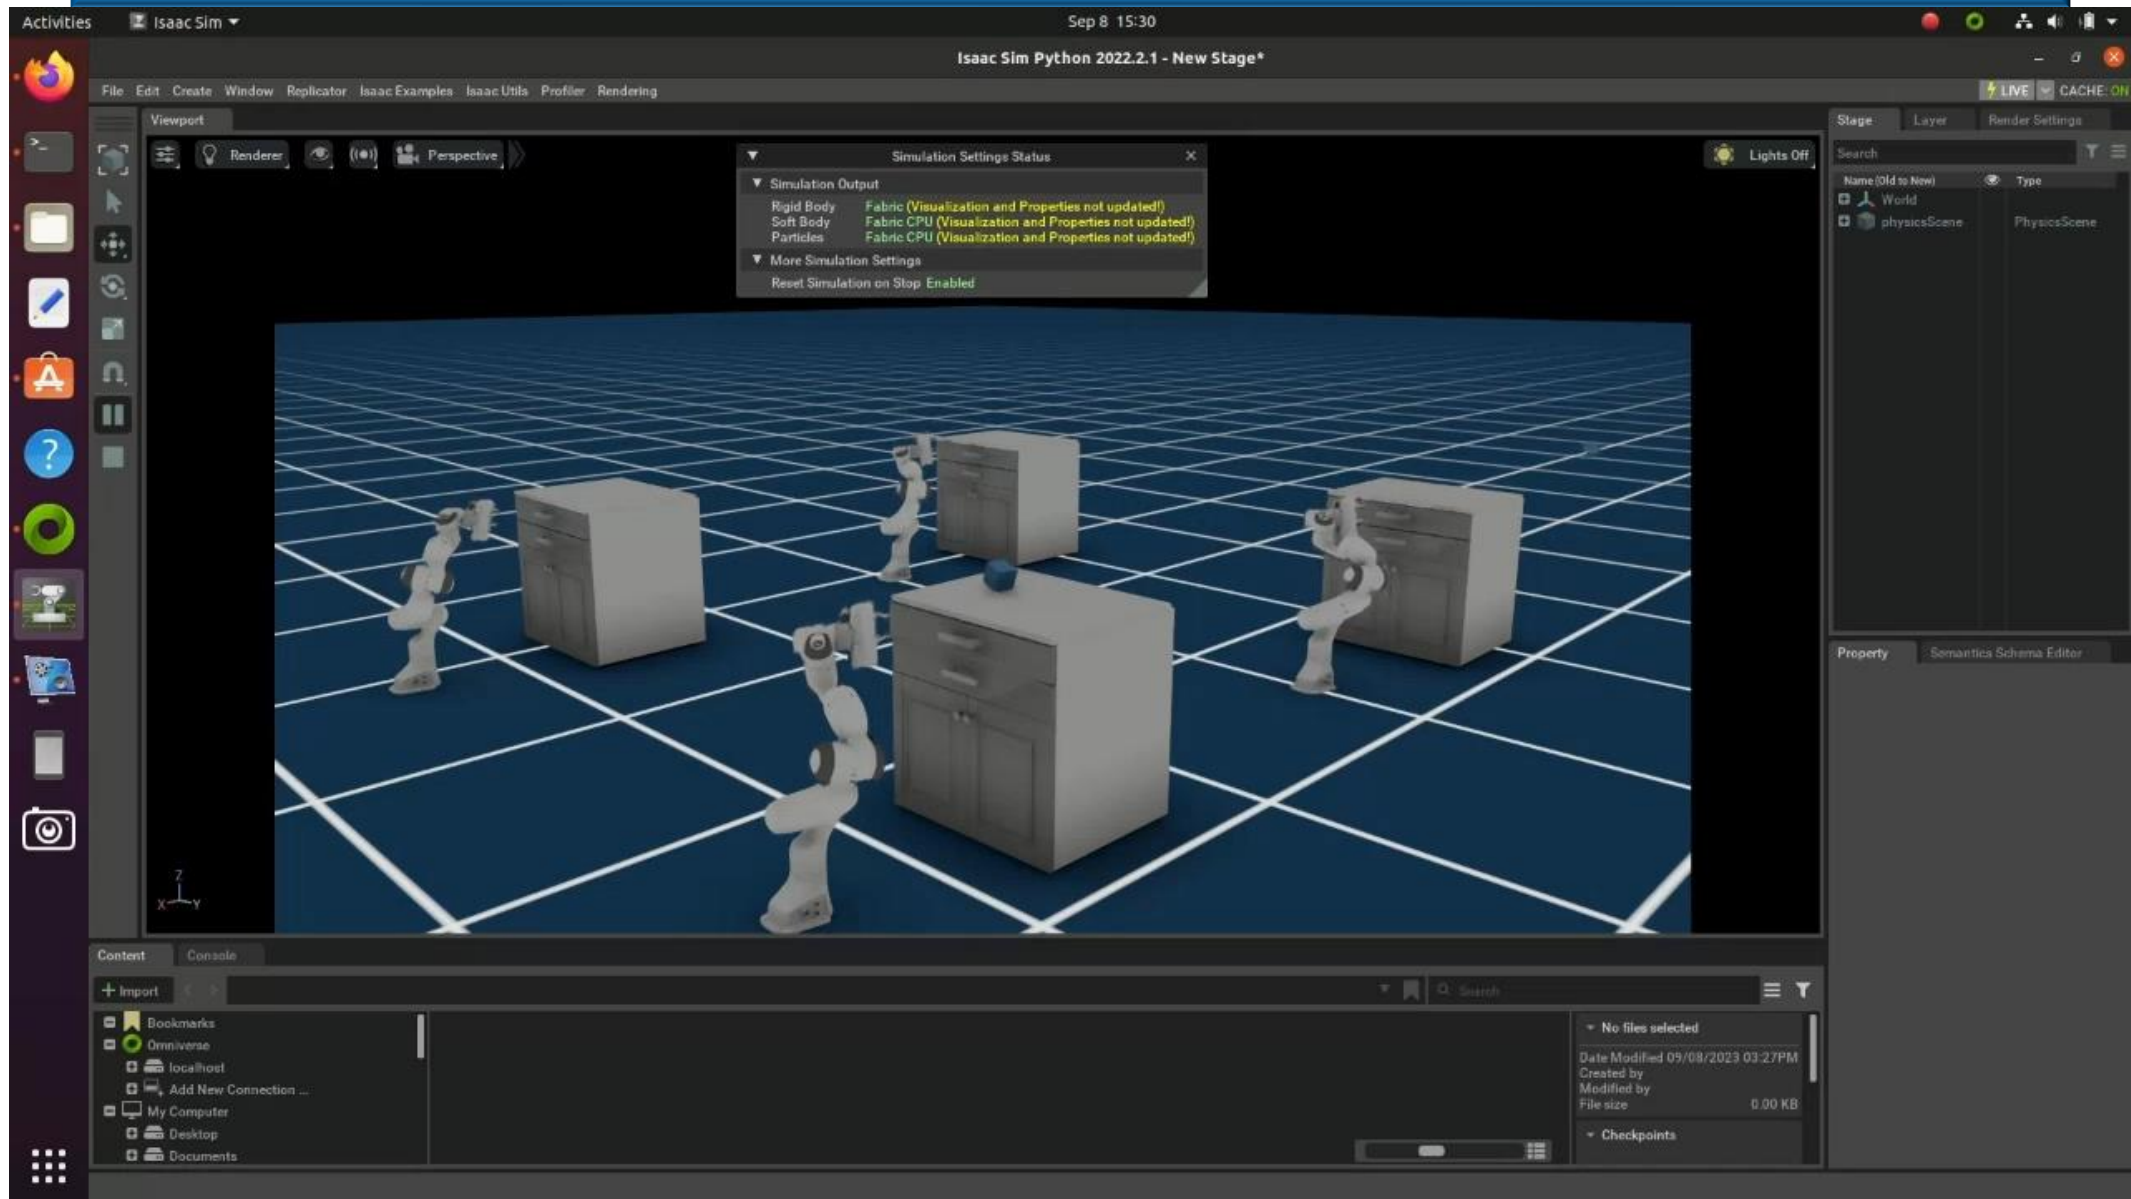 Activities Isaac Sim Sep 8 15:30
Isaac Sim Python 2022.2.1 - New Stage*
File Edit Create Window Replicator Isaac Examples Isaac Utils Profiler Rendering LIVE CACHE: ON
Viewport
Renderer Perspective Lights Off
Simulation Settings Status
Simulation Output
Rigid Body Fabric (Visualization and Properties not updated!)
Soft Body Fabric CPU (Visualization and Properties not updated!)
Particles Fabric CPU (Visualization and Properties not updated!)
More Simulation Settings
Reset Simulation on Stop Enabled
Z
X Y
Stage Layer Render Settings
Search
Name (Old to New) Type
World
physicsScene PhysicsScene
Property Semantics Schema Editor
Content Console
+ Import Search
Bookmarks
Omniverse
localhost
Add New Connection ...
My Computer
Desktop
Documents
No files selected
Date Modified 09/08/2023 03:27PM
Created by
Modified by
File size 0.00 KB
Checkpoints